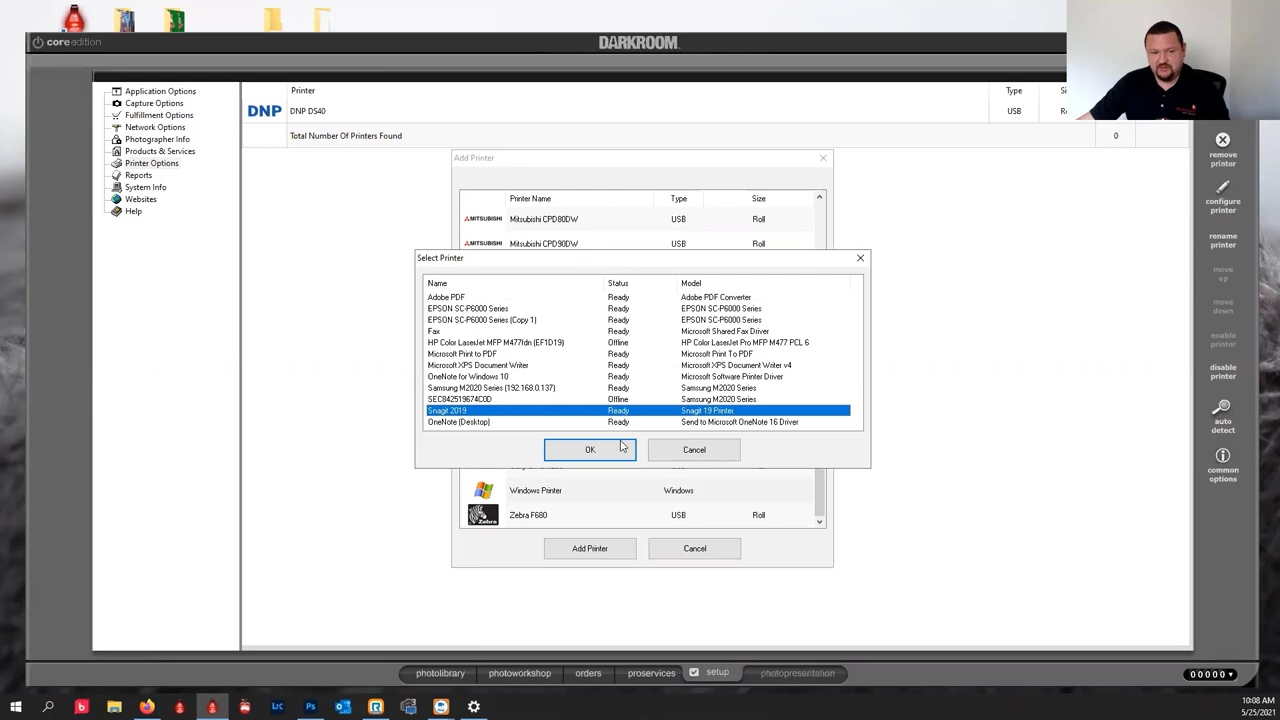 core edition
DARKROOM
Application Options
Capture Options
Fulfillment Options
Network Options
Photographer Info
Products & Services
Printer Options
Reports
System Info
Websites
Help
Printer Type
DNP DNP DS40 USB
Total Number Of Printers Found 0
Add Printer
Printer Name Type Size
MITSUBISHI Mitsubishi CPD80DW USB Roll
MITSUBISHI Mitsubishi CPD90DW USB Roll
Select Printer
Name Status Model
Adobe PDF Ready Adobe PDF Converter
EPSON SC-P6000 Series Ready EPSON SC-P6000 Series
EPSON SC-P6000 Series (Copy 1) Ready EPSON SC-P6000 Series
Fax Ready Microsoft Shared Fax Driver
HP Color LaserJet MFP M477fdn (EF1D19) Offline HP Color LaserJet Pro MFP M477 PCL 6
Microsoft Print to PDF Ready Microsoft Print To PDF
Microsoft XPS Document Writer Ready Microsoft XPS Document Writer v4
OneNote for Windows 10 Ready Microsoft Software Printer Driver
Samsung M2020 Series (192.168.0.137) Ready Samsung M2020 Series
SEC842519674C0D Offline Samsung M2020 Series
Snagit 2019 Ready Snagit 19 Printer
OneNote (Desktop) Ready Send to Microsoft OneNote 16 Driver
OK Cancel
Windows Printer Windows
Zebra Zebra F680 USB Roll
Add Printer Cancel
remove
printer
configure
printer
rename
printer
move
up
move
down
enable
printer
disable
printer
auto
detect
common
options
photolibrary photoworkshop orders proservices setup photopresentation
00000
Lrc Ps
10:08 AM
5/25/2021